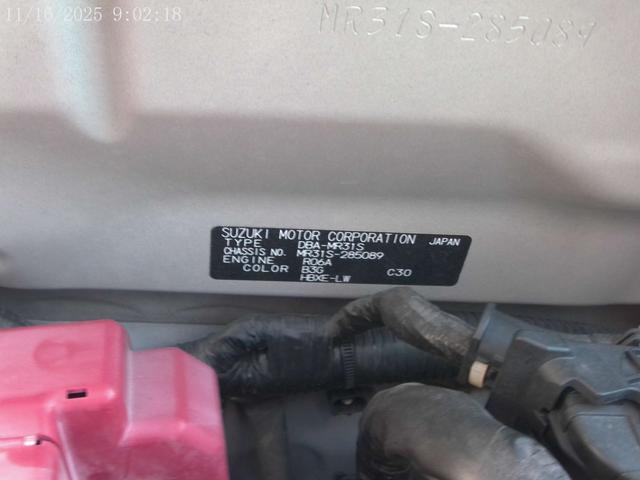 11/16/2025 9:02:18
MR31S-285089
SUZUKI MOTOR CORPORATION JAPAN
TYPE DBA-MR31S
CHASSIS NO. MR31S-285089
ENGINE R06A
COLOR B3G C30
HBXE-LW